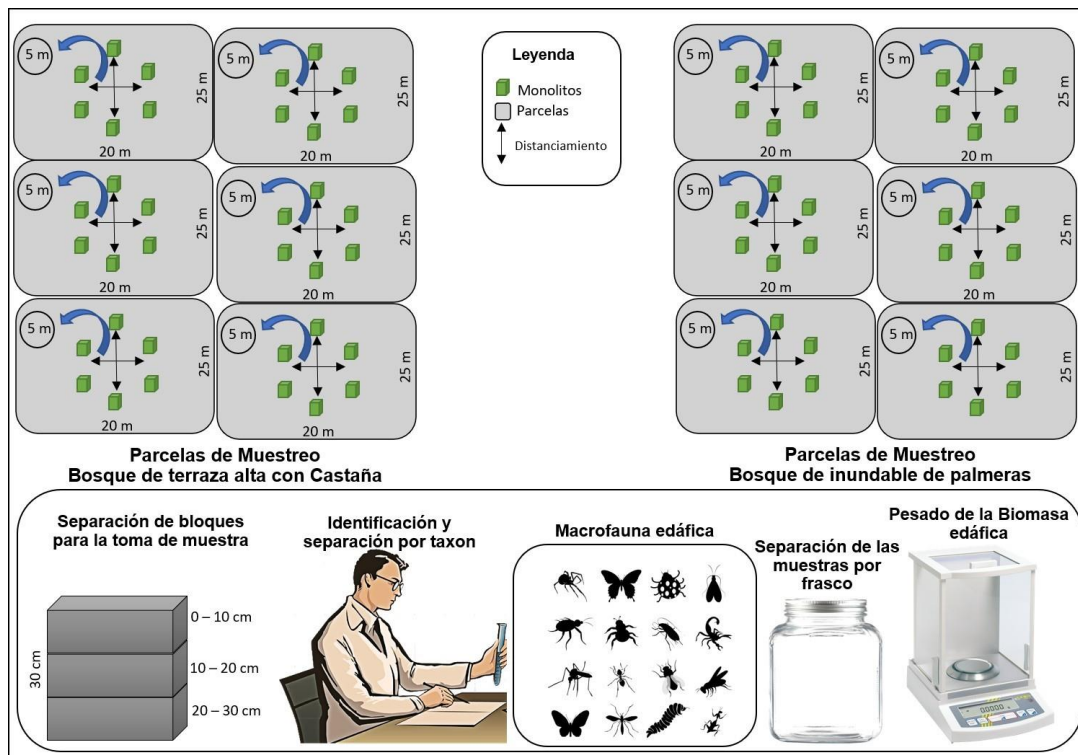 5 m
25 m
20 m
5 m
25 m
20 m
5 m
25 m
20 m
5 m
25 m
20 m
5 m
25 m
20 m
5 m
25 m
20 m
Parcelas de Muestreo
Bosque de terraza alta con Castaña
Leyenda
Monolitos
Parcelas
Distanciamiento
5 m
25 m
20 m
5 m
25 m
20 m
5 m
25 m
20 m
5 m
25 m
20 m
5 m
25 m
20 m
5 m
25 m
20 m
Parcelas de Muestreo
Bosque de inundable de palmeras
Separación de bloques
para la toma de muestra
30 cm
0 – 10 cm
10 – 20 cm
20 – 30 cm
Identificación y
separación por taxon
Macrofauna edáfica
Separación de las
muestras por
frasco
Pesado de la Biomasa
edáfica